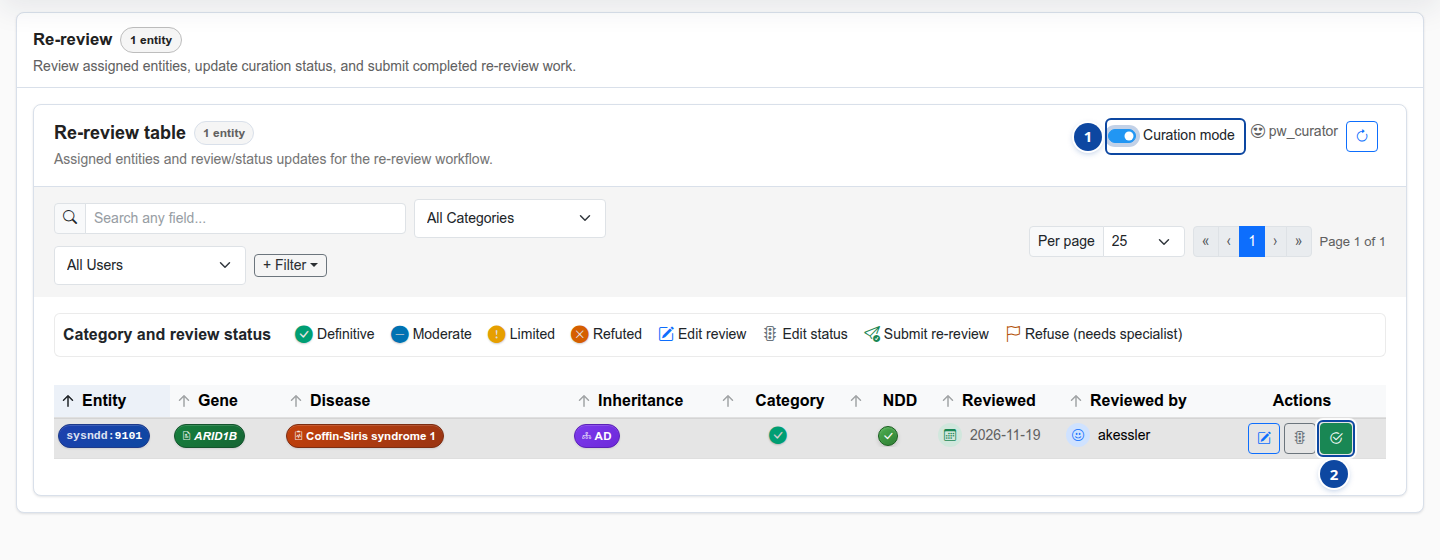 Re-review 1 entity
Review assigned entities, update curation status, and submit completed re-review work.
Re-review table 1 entity
1 Curation mode pw_curator
Assigned entities and review/status updates for the re-review workflow.
Search any field... All Categories
Per page 25 « ‹ 1 › » Page 1 of 1
All Users + Filter
Category and review status Definitive Moderate Limited Refuted Edit review Edit status Submit re-review Refuse (needs specialist)
Entity Gene Disease Inheritance Category NDD Reviewed Reviewed by Actions
sysndd:9101 ARID1B Coffin-Siris syndrome 1 AD 2026-11-19 akessler
2